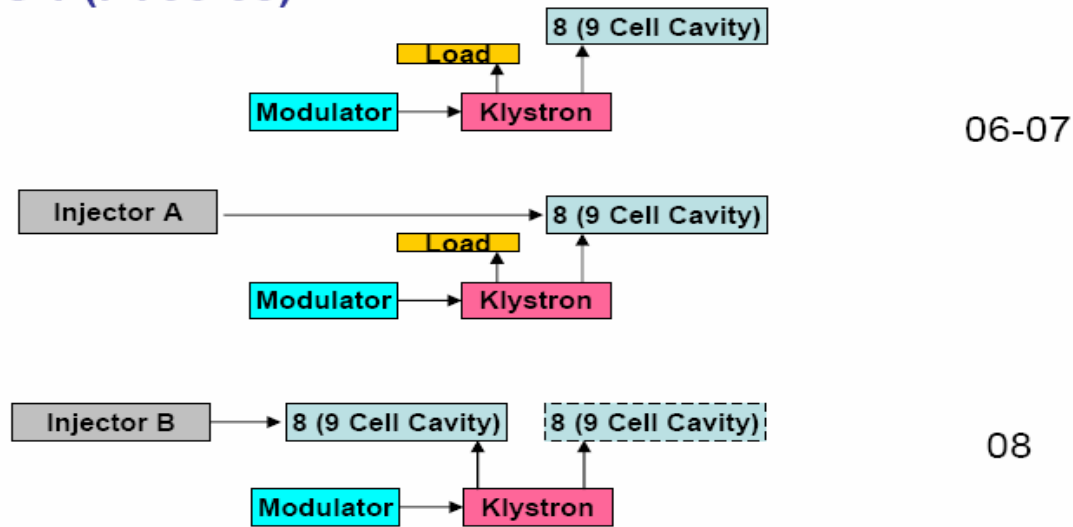 8 (9 Cell Cavity)
Load
Modulator
Klystron
06-07
Injector A
8 (9 Cell Cavity)
Load
Modulator
Klystron
Injector B
8 (9 Cell Cavity)
8 (9 Cell Cavity)
08
Modulator
Klystron